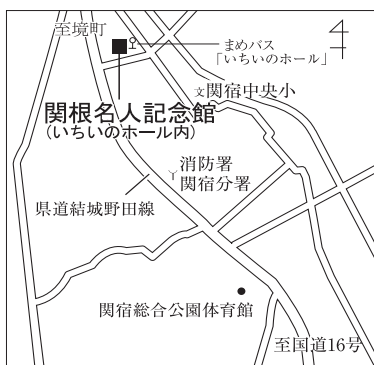 至境町
まめバス
「いちいのホール」
文関宿中央小
関根名人記念館
(いちいのホール内)
消防署
関宿分署
県道結城野田線
関宿総合公園体育館
至国道16号